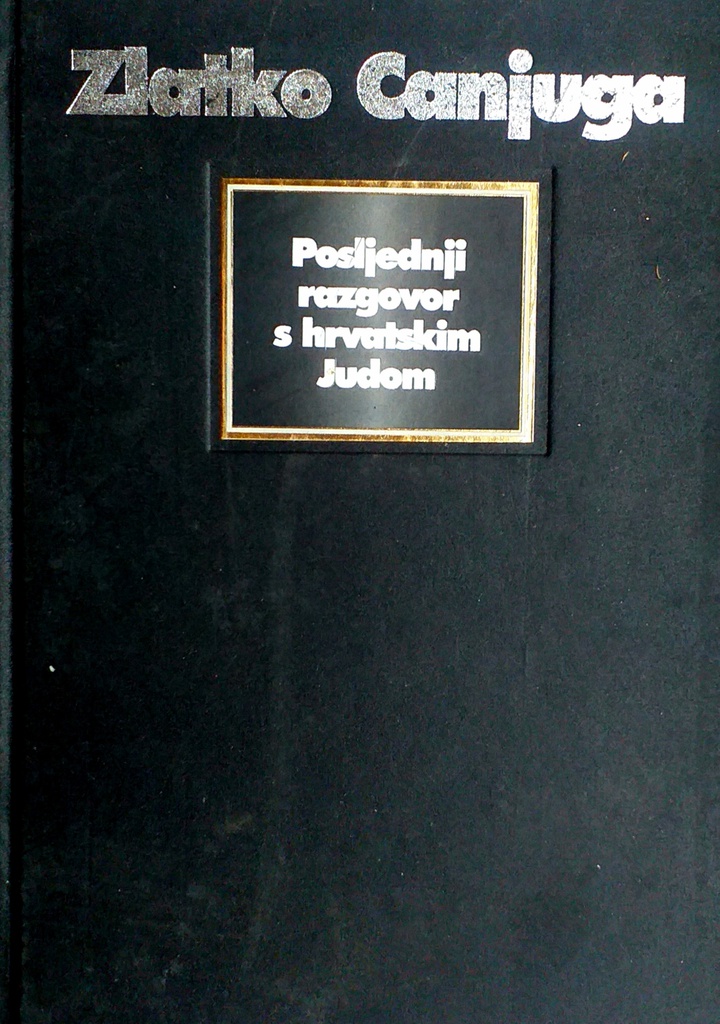 Zlatko Canjuga
Posljednji
razgovor
s hrvatskim
Judom